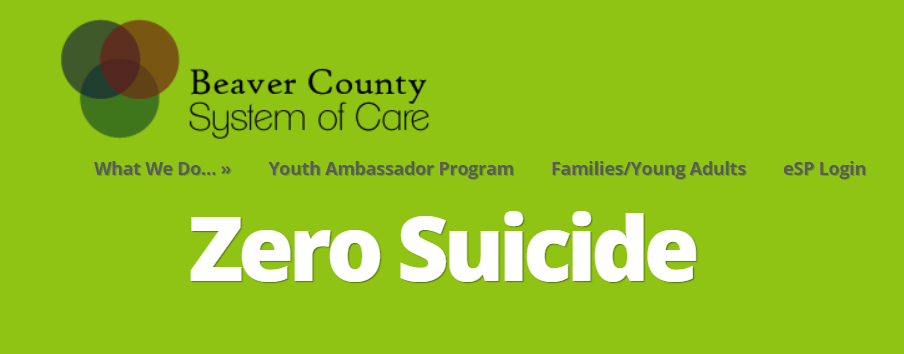 Beaver County
System of Care
What We Do... » Youth Ambassador Program Families/Young Adults eSP Login
Zero Suicide